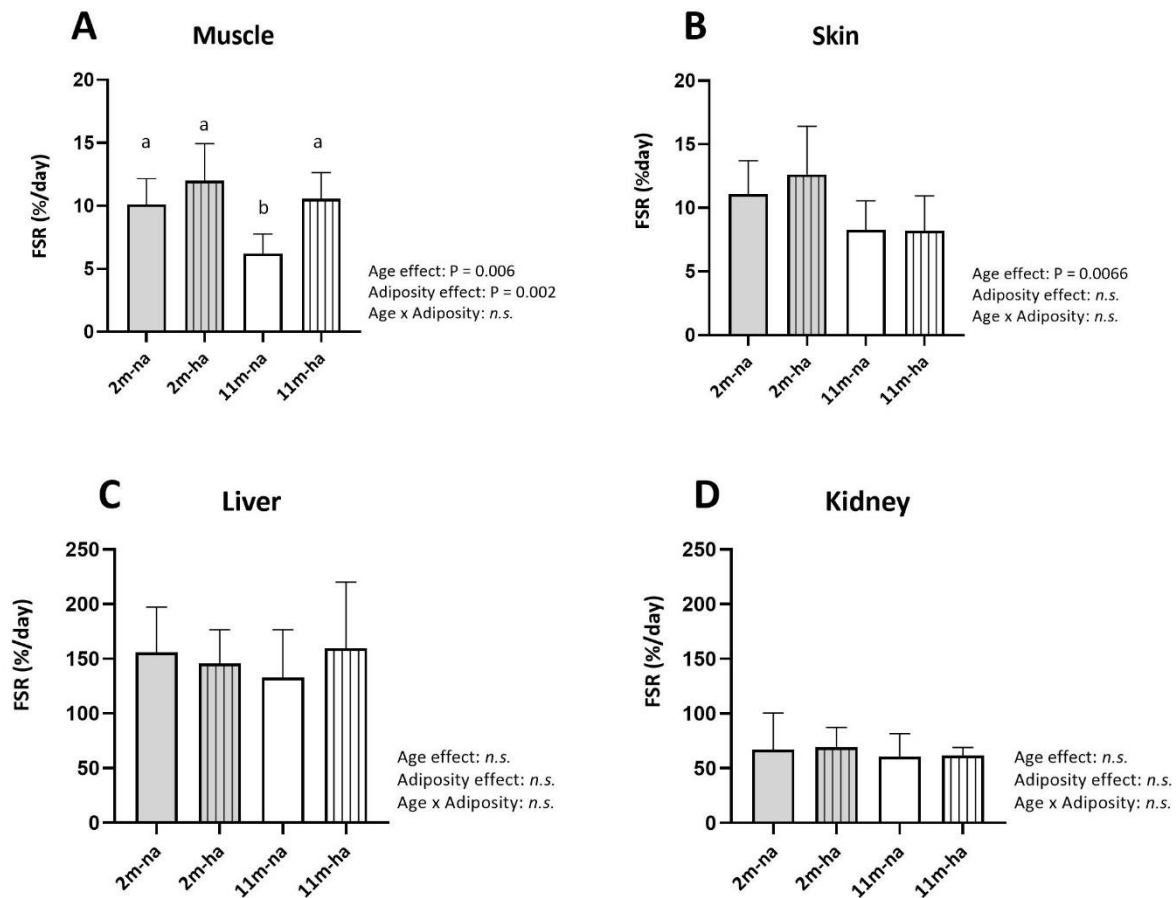 A
Muscle
FSR (%/day)
20
15
10
5
0
a
a
b
a
2m-na
2m-ha
11m-na
11m-ha
Age effect: P = 0.006
Adiposity effect: P = 0.002
Age x Adiposity: n.s.
B
Skin
FSR (%day)
20
15
10
5
0
2m-na
2m-ha
11m-na
11m-ha
Age effect: P = 0.0066
Adiposity effect: n.s.
Age x Adiposity: n.s.
C
Liver
FSR (%/day)
250
200
150
100
50
0
2m-na
2m-ha
11m-na
11m-ha
Age effect: n.s.
Adiposity effect: n.s.
Age x Adiposity: n.s.
D
Kidney
FSR (%/day)
250
200
150
100
50
0
2m-na
2m-ha
11m-na
11m-ha
Age effect: n.s.
Adiposity effect: n.s.
Age x Adiposity: n.s.